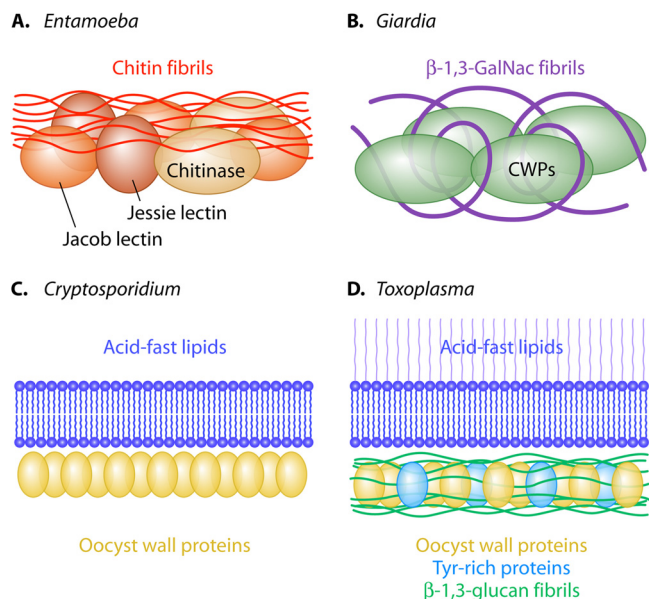 A. Entamoeba
Chitin fibrils
Chitinase
Jessie lectin
Jacob lectin
B. Giardia
β-1,3-GalNac fibrils
CWPs
C. Cryptosporidium
Acid-fast lipids
Oocyst wall proteins
D. Toxoplasma
Acid-fast lipids
Oocyst wall proteins
Tyr-rich proteins
β-1,3-glucan fibrils